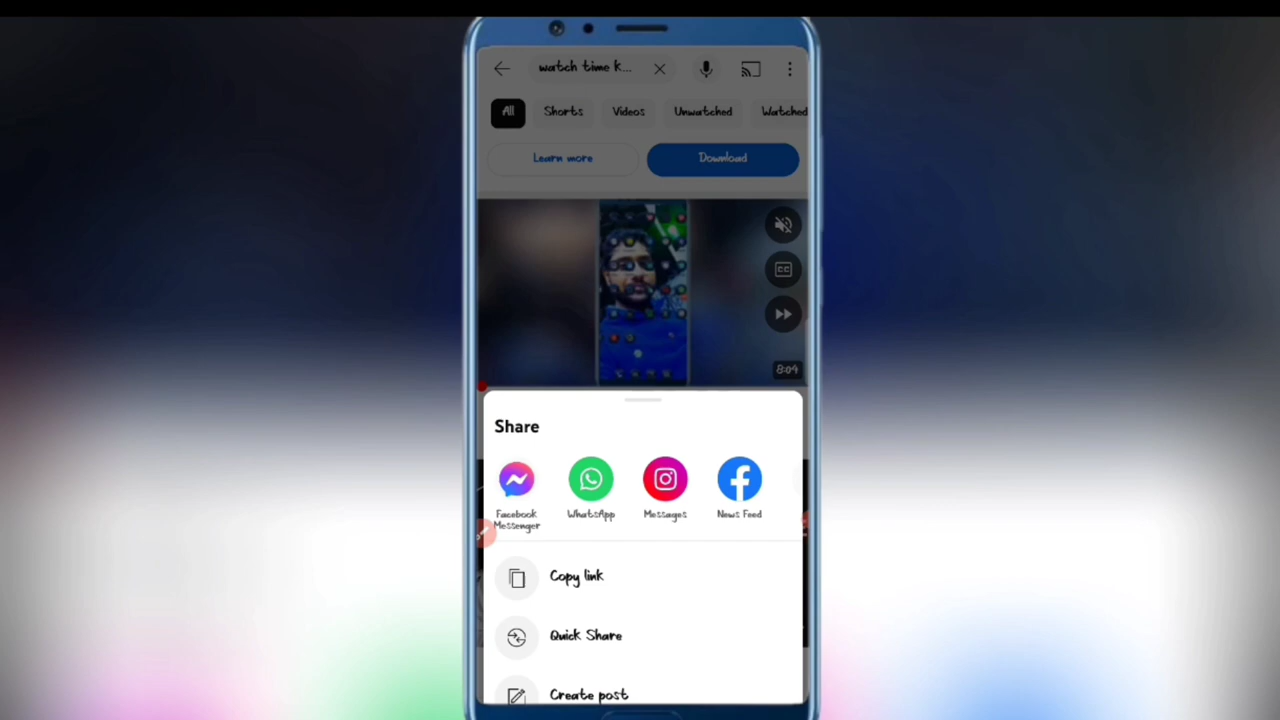 watch time k...
All Shorts Videos Unwatched Watched
Learn more Download
CC
8:04
Share
Facebook Messenger WhatsApp Messages News Feed
Copy link
Quick Share
Create post